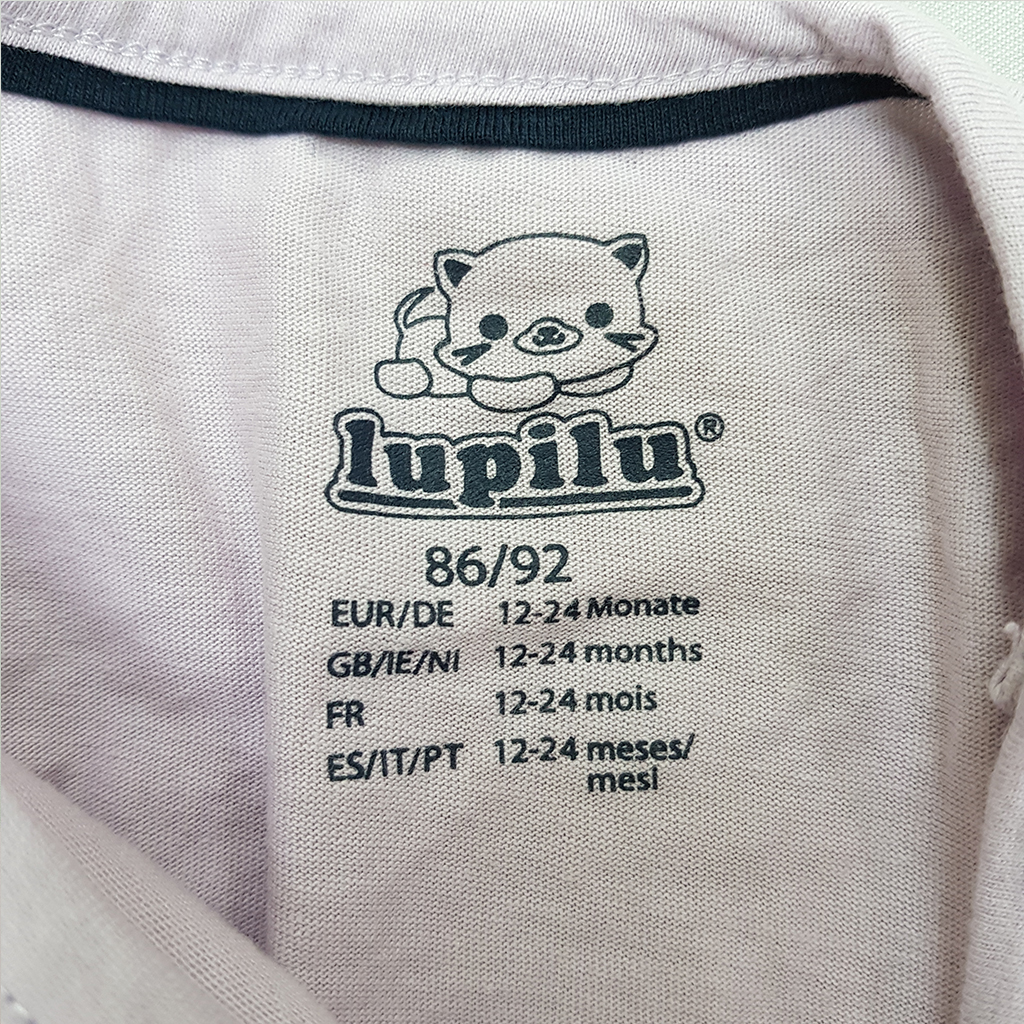 lupilu®
86/92
EUR/DE 12-24 Monate
GB/IE/NI 12-24 months
FR 12-24 mois
ES/IT/PT 12-24 meses/
mesi